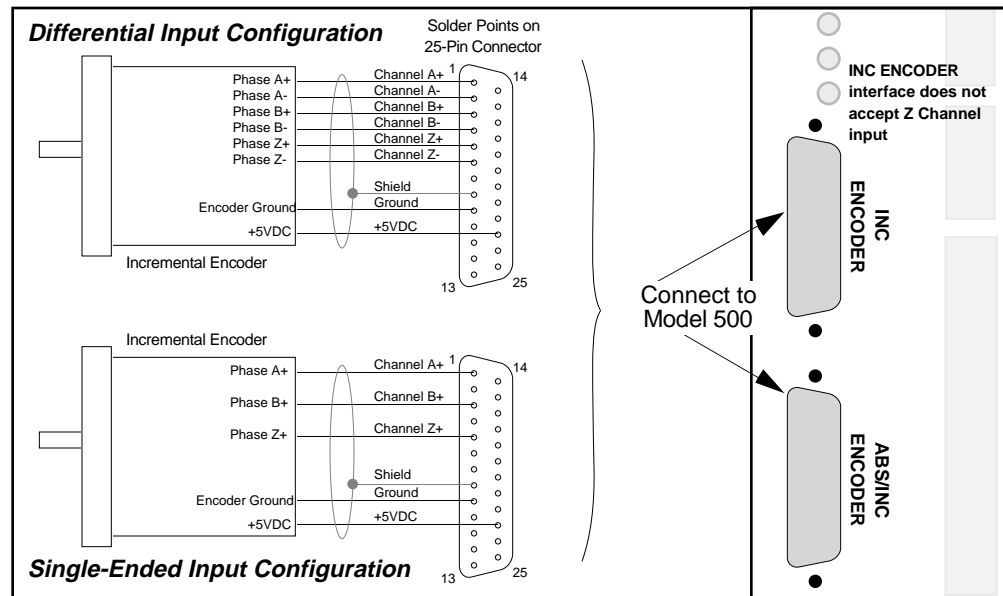 Differential Input Configuration
Solder Points on
25-Pin Connector
1
14
Phase A+
Channel A+
Phase A-
Channel A-
Phase B+
Channel B+
Phase B-
Channel B-
Phase Z+
Channel Z+
Phase Z-
Channel Z-
Shield
Encoder Ground
Ground
+5VDC
+5VDC
Incremental Encoder
13
25
Incremental Encoder
1
14
Phase A+
Channel A+
Phase B+
Channel B+
Phase Z+
Channel Z+
Shield
Encoder Ground
Ground
+5VDC
+5VDC
13
25
Single-Ended Input Configuration
Connect to
Model 500
INC ENCODER
interface does not
accept Z Channel
input
INC
ENCODER
ABS/INC
ENCODER